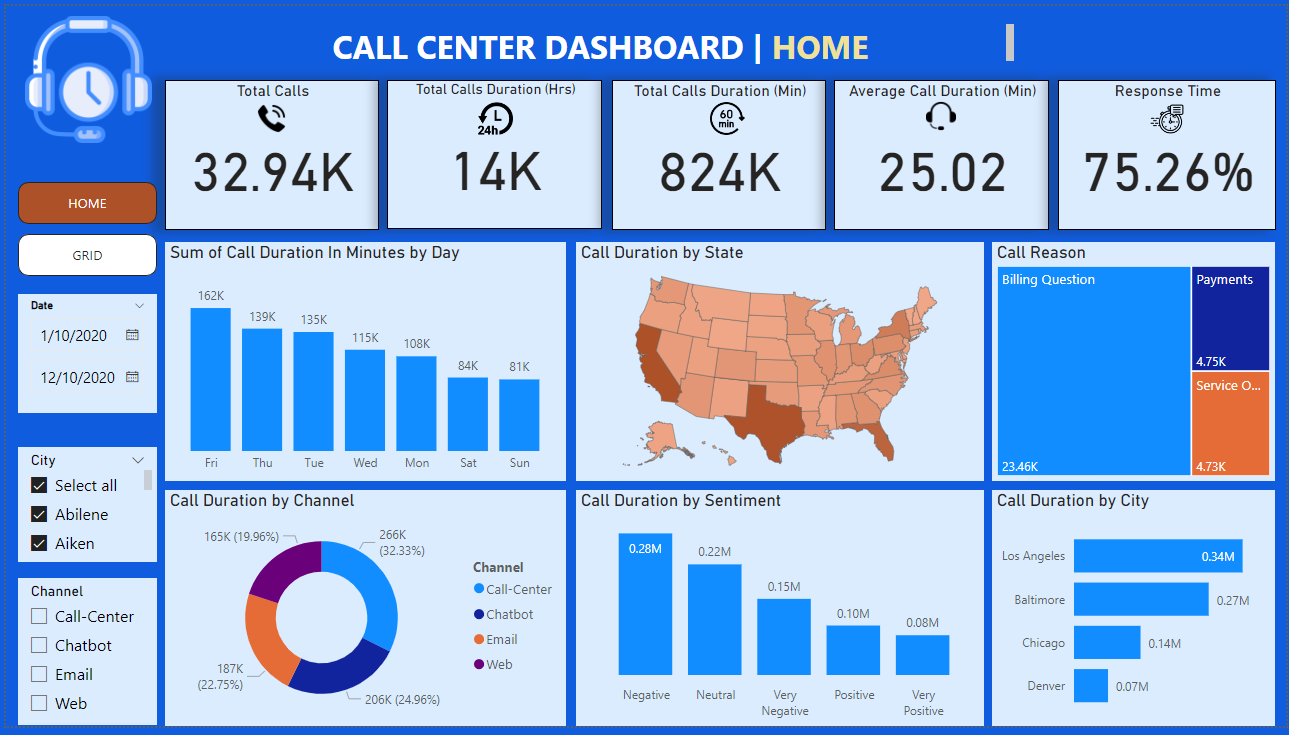 CALL CENTER DASHBOARD | HOME
Total Calls
32.94K
Total Calls Duration (Hrs)
24h
14K
Total Calls Duration (Min)
60
min
824K
Average Call Duration (Min)
25.02
Response Time
75.26%
HOME
GRID
Date
1/10/2020
12/10/2020
City
Select all
Abilene
Aiken
Channel
Call-Center
Chatbot
Email
Web
Sum of Call Duration In Minutes by Day
162K
139K
135K
115K
108K
84K
81K
Fri
Thu
Tue
Wed
Mon
Sat
Sun
Call Duration by State
Call Reason
Billing Question
23.46K
Payments
4.75K
Service O...
4.73K
Call Duration by Channel
165K (19.96%)
266K
(32.33%)
187K
(22.75%)
206K (24.96%)
Channel
Call-Center
Chatbot
Email
Web
Call Duration by Sentiment
0.28M
0.22M
0.15M
0.10M
0.08M
Negative
Neutral
Very
Negative
Positive
Very
Positive
Call Duration by City
Los Angeles
0.34M
Baltimore
0.27M
Chicago
0.14M
Denver
0.07M